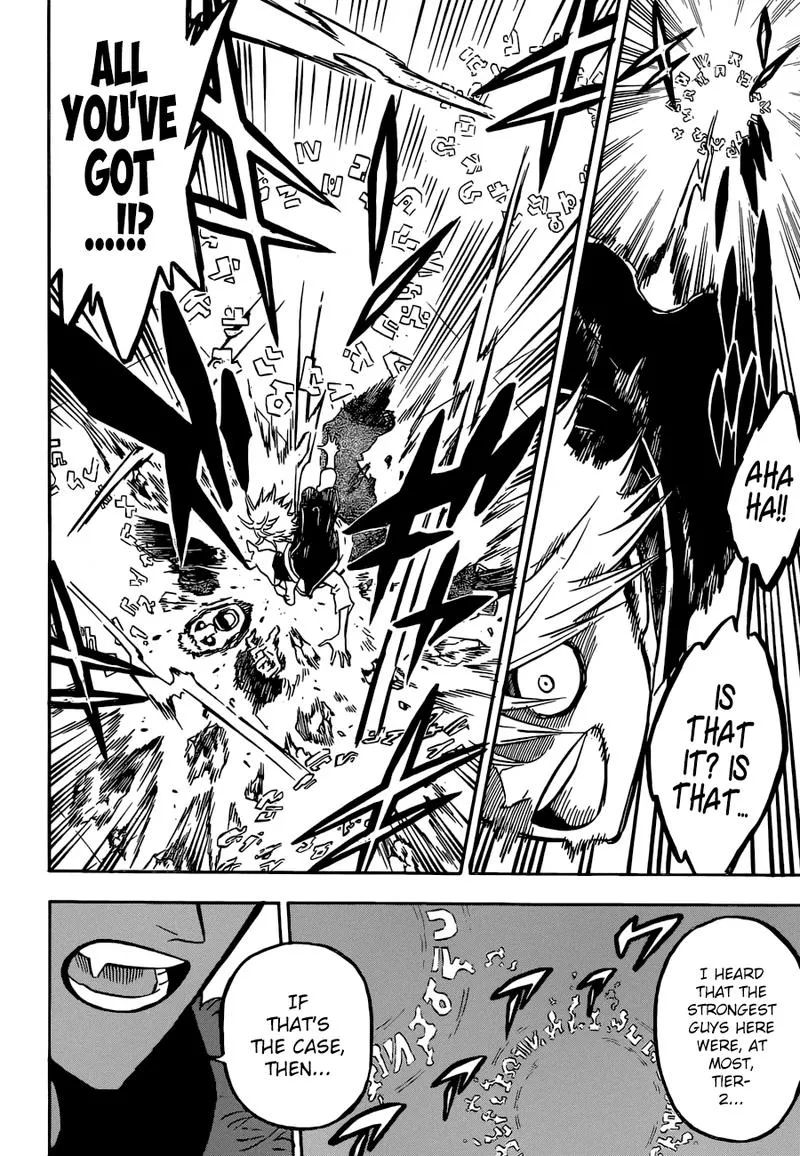 AHA
HA!!
IS
THAT
IT? IS
THAT...
ALL
YOU'VE
GOT
......!!?
I HEARD
THAT THE
STRONGEST
GUYS HERE
WERE, AT
MOST,
TIER-
2...
IF
THAT'S
THE CASE,
THEN...